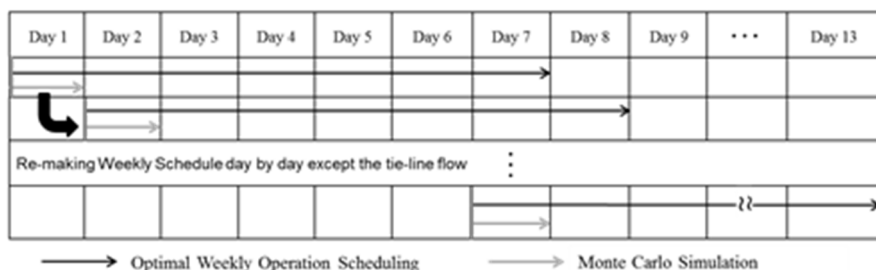 Day 1 Day 2 Day 3 Day 4 Day 5 Day 6 Day 7 Day 8 Day 9 ··· Day 13
Re-making Weekly Schedule day by day except the tie-line flow
Optimal Weekly Operation Scheduling Monte Carlo Simulation